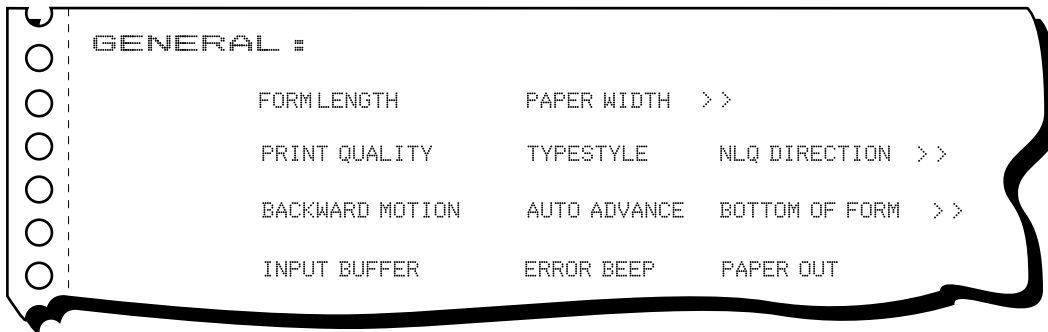 GENERAL :
FORM LENGTH PAPER WIDTH >>
PRINT QUALITY TYPESTYLE NLQ DIRECTION >>
BACKWARD MOTION AUTO ADVANCE BOTTOM OF FORM >>
INPUT BUFFER ERROR BEEP PAPER OUT